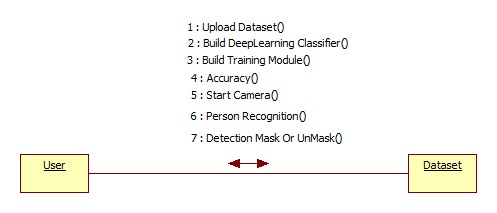 1 : Upload Dataset()
2 : Build DeepLearning Classifier()
3 : Build Training Module()
4 : Accuracy()
5 : Start Camera()
6 : Person Recognition()
7 : Detection Mask Or UnMask()
User
Dataset